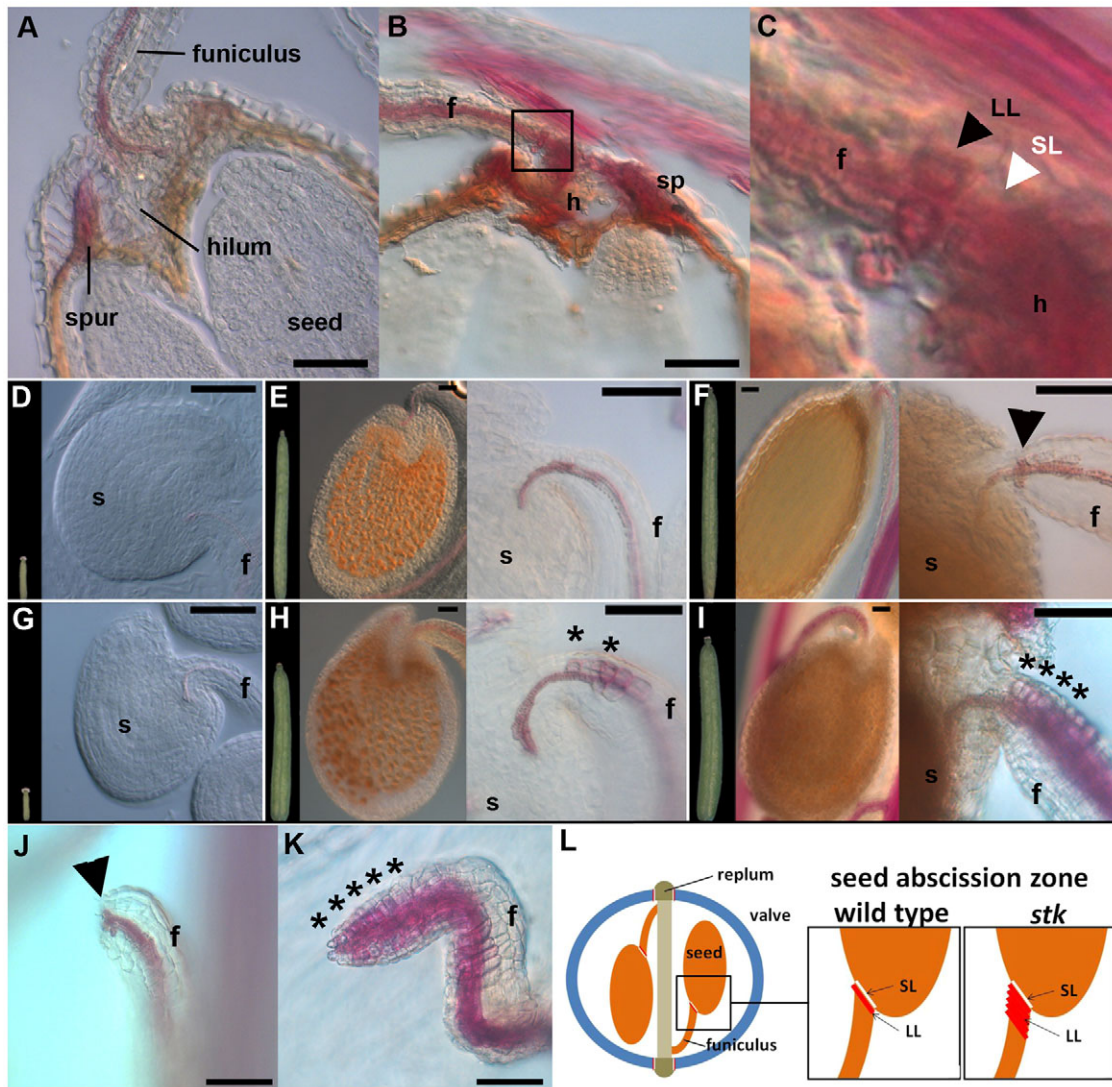 A
funiculus
hilum
spur
seed
B
f
h
sp
C
LL
SL
f
h
D
s
f
E
s
f
F
s
f
G
s
f
H
* *
s
f
I
****
s
f
J
f
K
*****
f
L
replum
valve
seed
funiculus
seed abscission zone
wild type
stk
SL
LL
SL
LL